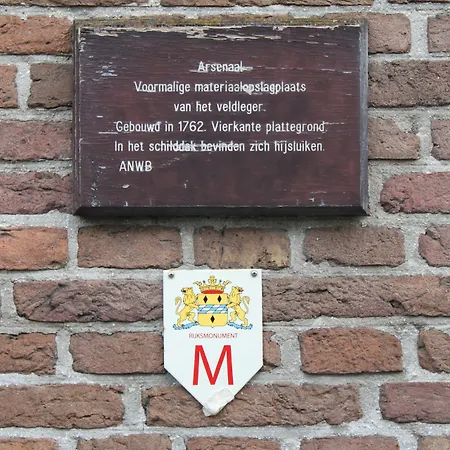 Arsenaal
Voormalige materiaalopslagplaats
van het veldleger.
Gebouwd in 1762. Vierkante plattegrond.
In het schilddak bevinden zich hijsluiken.
ANWB
RIJKSMONUMENT
M